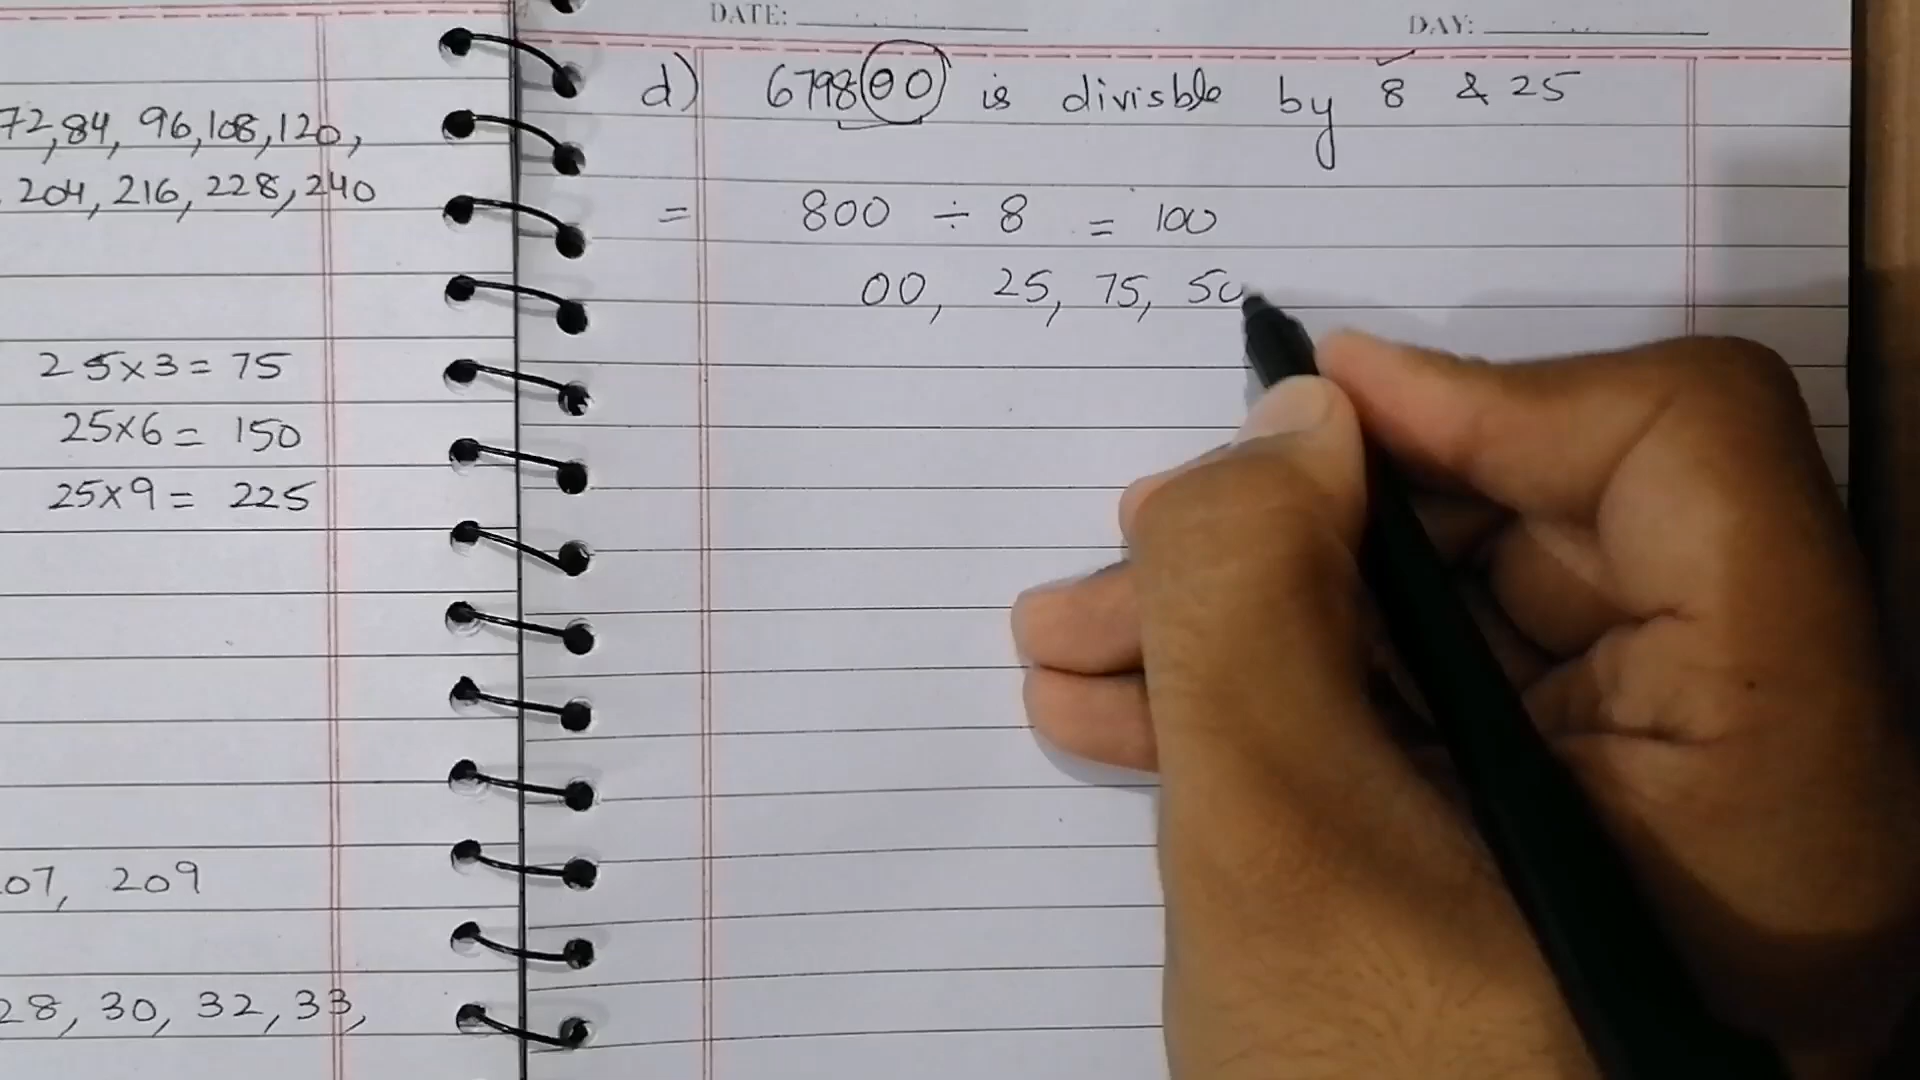 72,84, 96,108,120,
204, 216, 228, 240
25x3 = 75
25x6 = 150
25x9 = 225
07, 209
28, 30, 32, 33,
DATE: DAY:
d) 679800 is divisble by 8 & 25
= 800 ÷ 8 = 100
00, 25, 75, 50